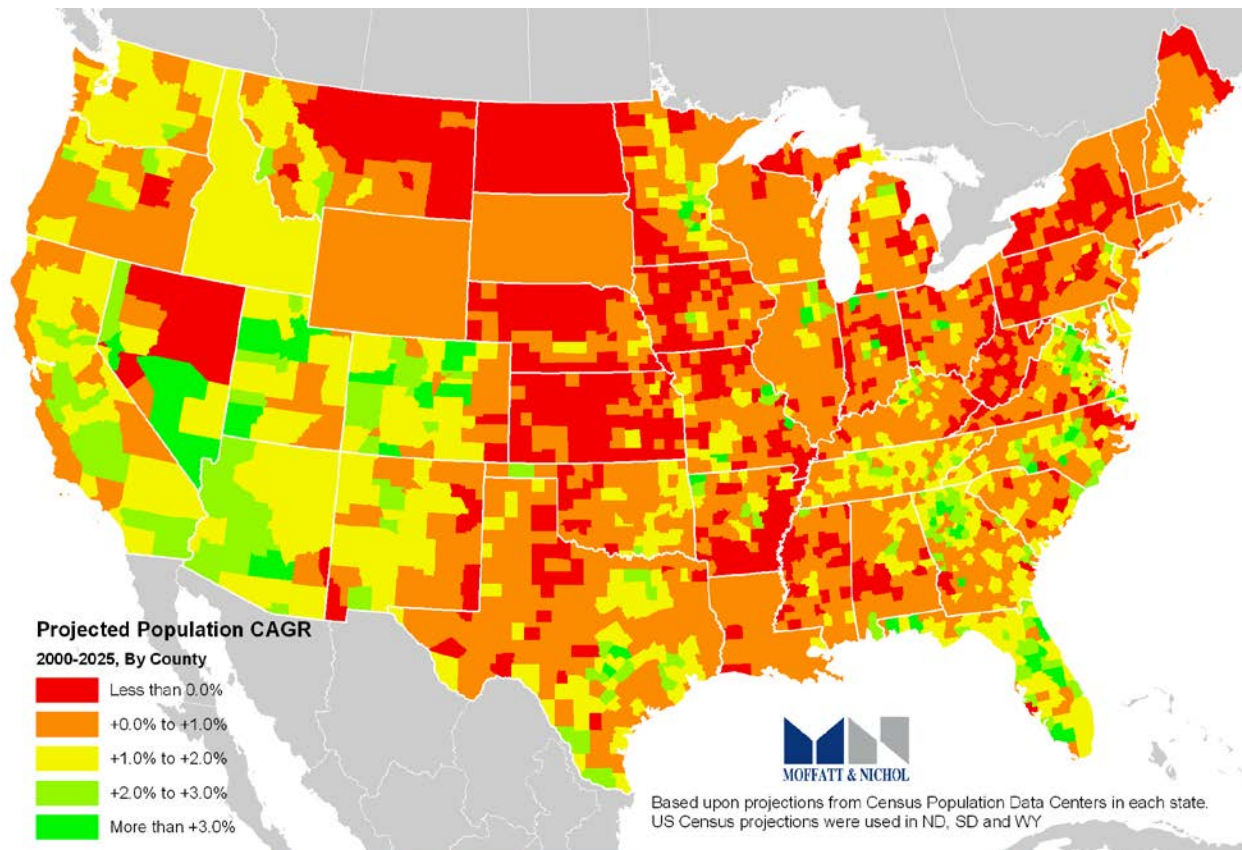 Projected Population CAGR
2000-2025, By County
Less than 0.0%
+0.0% to +1.0%
+1.0% to +2.0%
+2.0% to +3.0%
More than +3.0%
MOFFATT & NICHOL
Based upon projections from Census Population Data Centers in each state.
US Census projections were used in ND, SD and WY